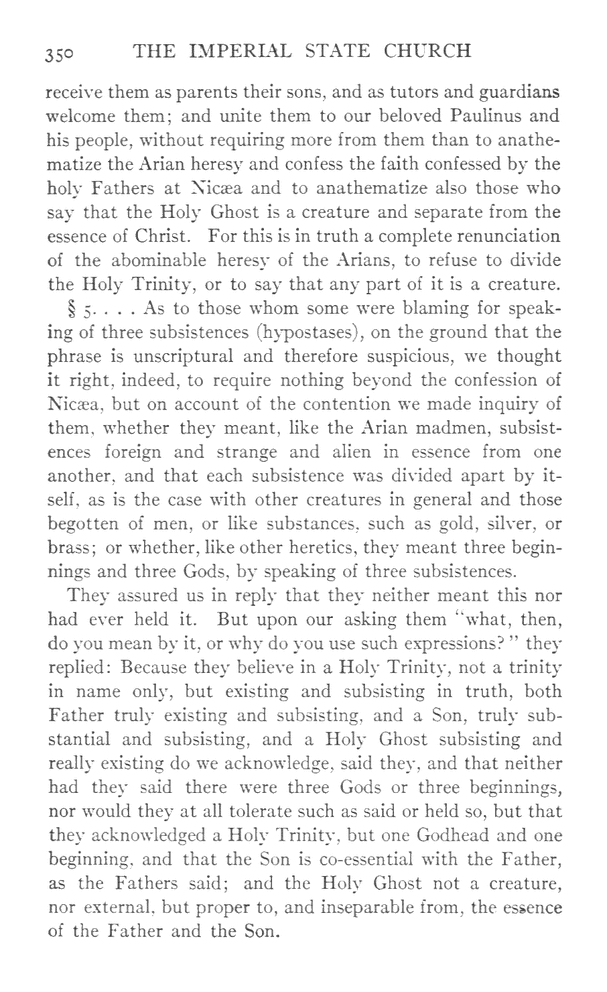 350 THE IMPERIAL STATE CHURCH
receive them as parents their sons, and as tutors and guardians
welcome them; and unite them to our beloved Paulinus and
his people, without requiring more from them than to anathe-
matize the Arian heresy and confess the faith confessed by the
holy Fathers at Nicæa and to anathematize also those who
say that the Holy Ghost is a creature and separate from the
essence of Christ. For this is in truth a complete renunciation
of the abominable heresy of the Arians, to refuse to divide
the Holy Trinity, or to say that any part of it is a creature.
§ 5. . . . As to those whom some were blaming for speak-
ing of three subsistences (hypostases), on the ground that the
phrase is unscriptural and therefore suspicious, we thought
it right, indeed, to require nothing beyond the confession of
Nicæa, but on account of the contention we made inquiry of
them, whether they meant, like the Arian madmen, subsist-
ences foreign and strange and alien in essence from one
another, and that each subsistence was divided apart by it-
self, as is the case with other creatures in general and those
begotten of men, or like substances, such as gold, silver, or
brass; or whether, like other heretics, they meant three begin-
nings and three Gods, by speaking of three subsistences.
They assured us in reply that they neither meant this nor
had ever held it. But upon our asking them "what, then,
do you mean by it, or why do you use such expressions?" they
replied: Because they believe in a Holy Trinity, not a trinity
in name only, but existing and subsisting in truth, both
Father truly existing and subsisting, and a Son, truly sub-
stantial and subsisting, and a Holy Ghost subsisting and
really existing do we acknowledge, said they, and that neither
had they said there were three Gods or three beginnings,
nor would they at all tolerate such as said or held so, but that
they acknowledged a Holy Trinity, but one Godhead and one
beginning, and that the Son is co-essential with the Father,
as the Fathers said; and the Holy Ghost not a creature,
nor external, but proper to, and inseparable from, the essence
of the Father and the Son.